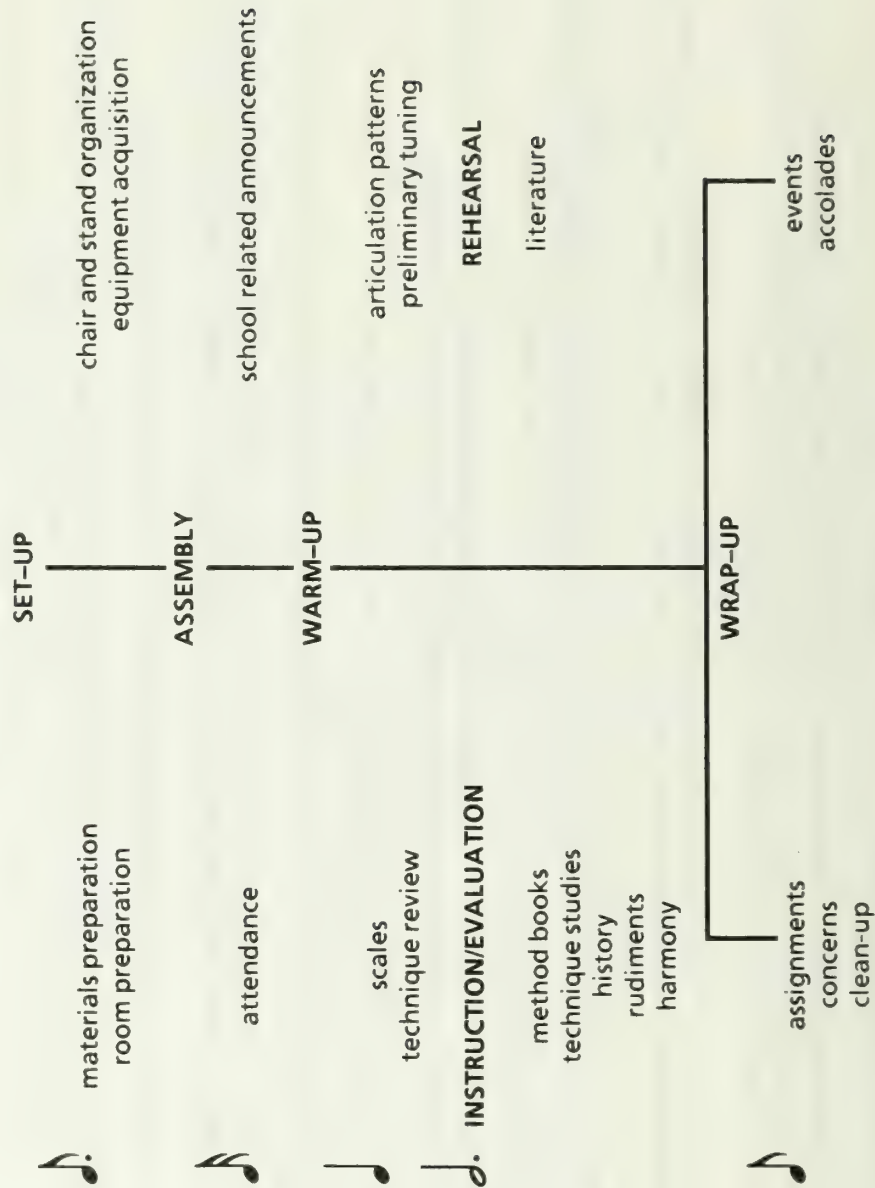 SET–UP
materials preparation
room preparation
chair and stand organization
equipment acquisition
ASSEMBLY
attendance
school related announcements
WARM–UP
scales
technique review
articulation patterns
preliminary tuning
INSTRUCTION/EVALUATION
REHEARSAL
method books
technique studies
history
rudiments
harmony
literature
WRAP–UP
assignments
concerns
clean-up
events
accolades